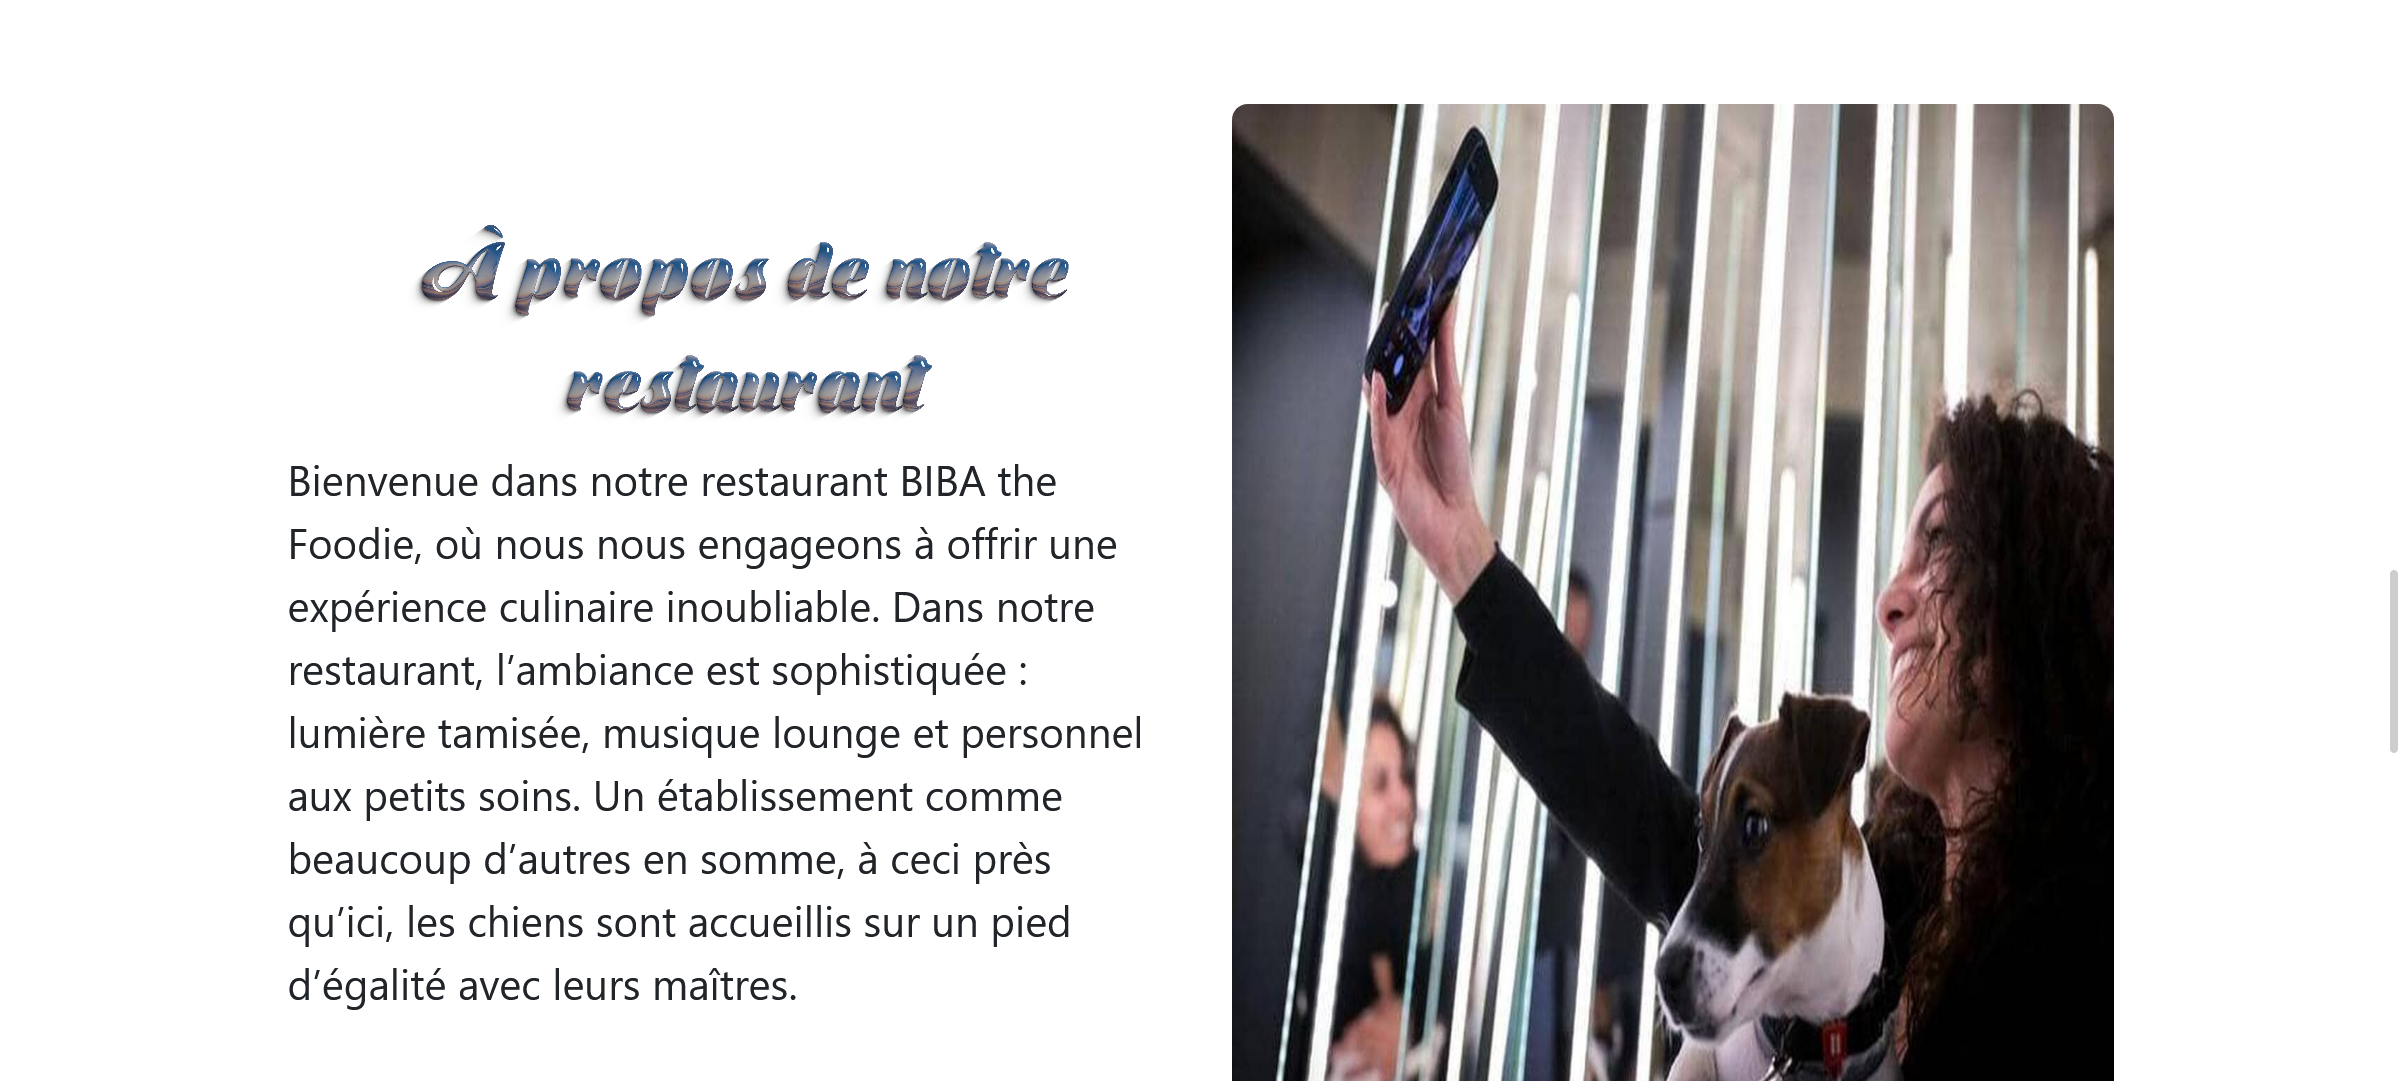 À propos de notre
restaurant
Bienvenue dans notre restaurant BIBA the
Foodie, où nous nous engageons à offrir une
expérience culinaire inoubliable. Dans notre
restaurant, l’ambiance est sophistiquée :
lumière tamisée, musique lounge et personnel
aux petits soins. Un établissement comme
beaucoup d’autres en somme, à ceci près
qu’ici, les chiens sont accueillis sur un pied
d’égalité avec leurs maîtres.